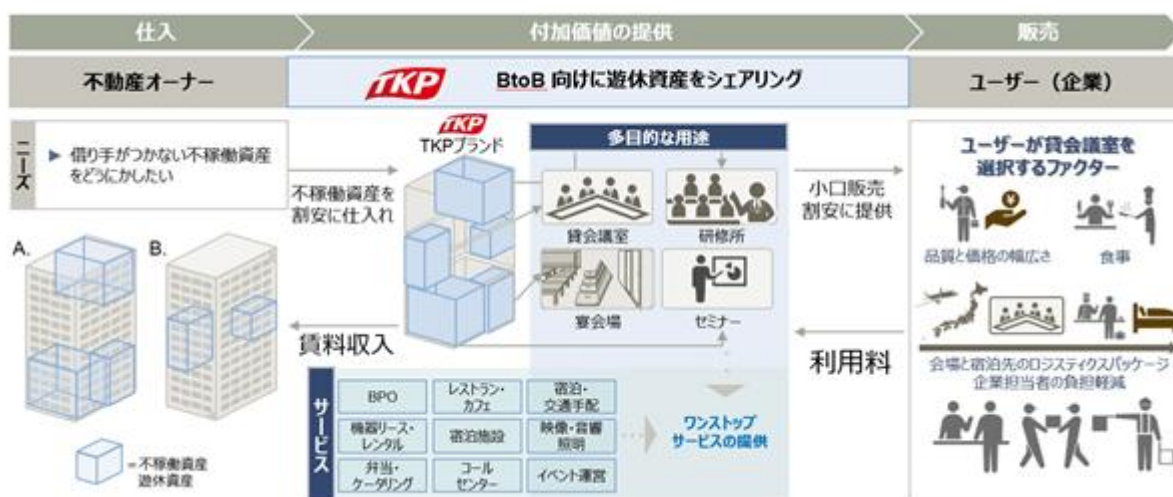 仕入
付加価値の提供
販売
不動産オーナー
TKP
BtoB 向けに遊休資産をシェアリング
ユーザー（企業）
ニーズ
▶ 借り手がつかない不稼働資産
をどうにかしたい
A.
B.
= 不稼働資産
遊休資産
不稼働資産を
割安に仕入れ
賃料収入
TKP
TKPブランド
多目的な用途
貸会議室
研修所
宴会場
セミナー
サービス
BPO
レストラン・
カフェ
宿泊・
交通手配
機器リース・
レンタル
宿泊施設
映像・音響
照明
弁当・
ケータリング
コール
センター
イベント運営
ワンストップ
サービスの提供
小口販売
割安に提供
利用料
ユーザーが貸会議室を
選択するファクター
品質と価格の幅広さ
食事
会場と宿泊先のロジスティクスパッケージ
企業担当者の負担軽減